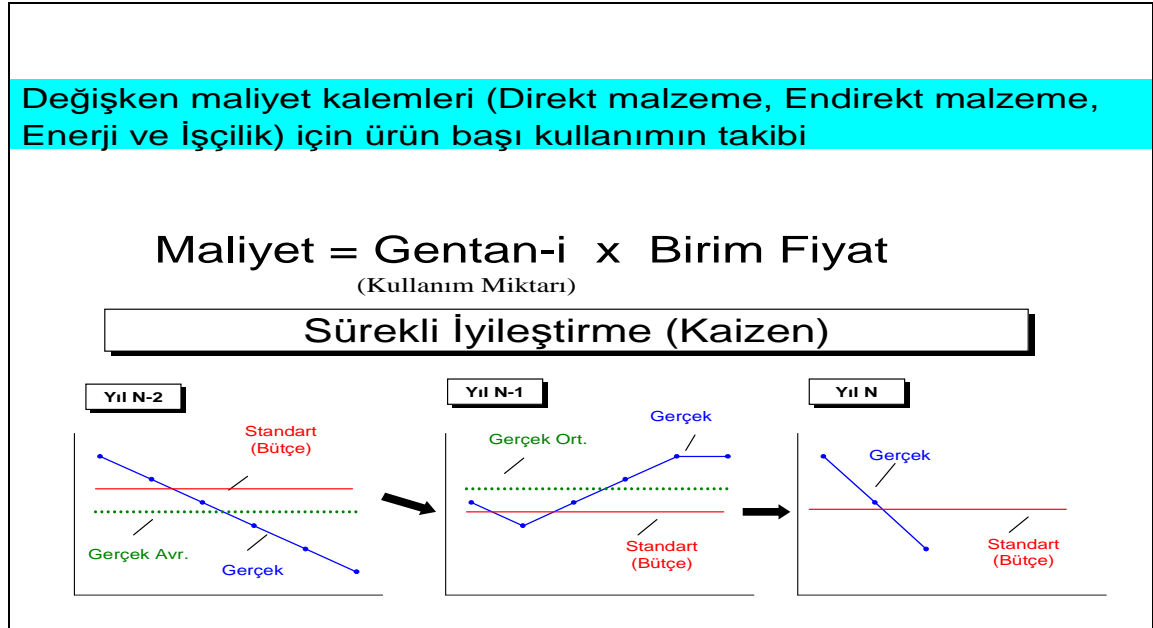 Değişken maliyet kalemleri (Direkt malzeme, Endirekt malzeme,
Enerji ve İşçilik) için ürün başı kullanımın takibi
Maliyet = Gentan-i x Birim Fiyat
(Kullanım Miktarı)
Sürekli İyileştirme (Kaizen)
Yıl N-2
Standart
(Bütçe)
Gerçek Avr.
Gerçek
Yıl N-1
Gerçek
Gerçek Ort.
Standart
(Bütçe)
Yıl N
Gerçek
Standart
(Bütçe)